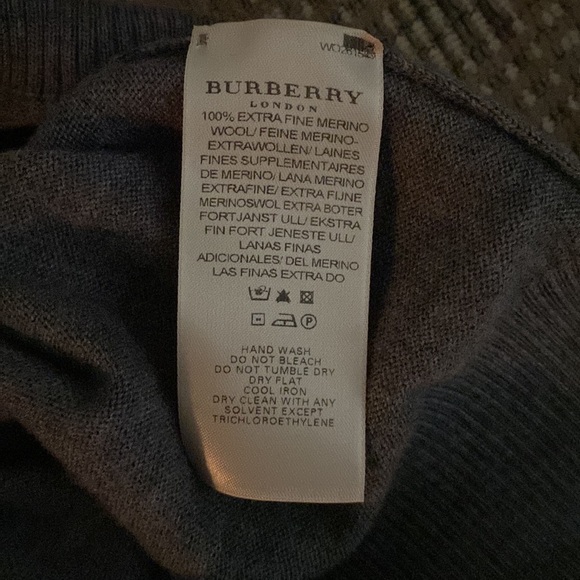 BURBERRY
LONDON
100% EXTRA FINE MERINO
WOOL/ FEINE MERINO-
EXTRAWOLLEN/ LAINES
FINES SUPPLEMENTAIRES
DE MERINO/ LANA MERINO
EXTRAFINE/ EXTRA FIJNE
MERINOSWOL EXTRA BOTER
FORTJANST ULL/ EKSTRA
FIN FORT JENESTE ULL/
LANAS FINAS
ADICIONALES/ DEL MERINO
LAS FINAS EXTRA DO
P
HAND WASH
DO NOT BLEACH
DO NOT TUMBLE DRY
DRY FLAT
COOL IRON
DRY CLEAN WITH ANY
SOLVENT EXCEPT
TRICHLOROETHYLENE